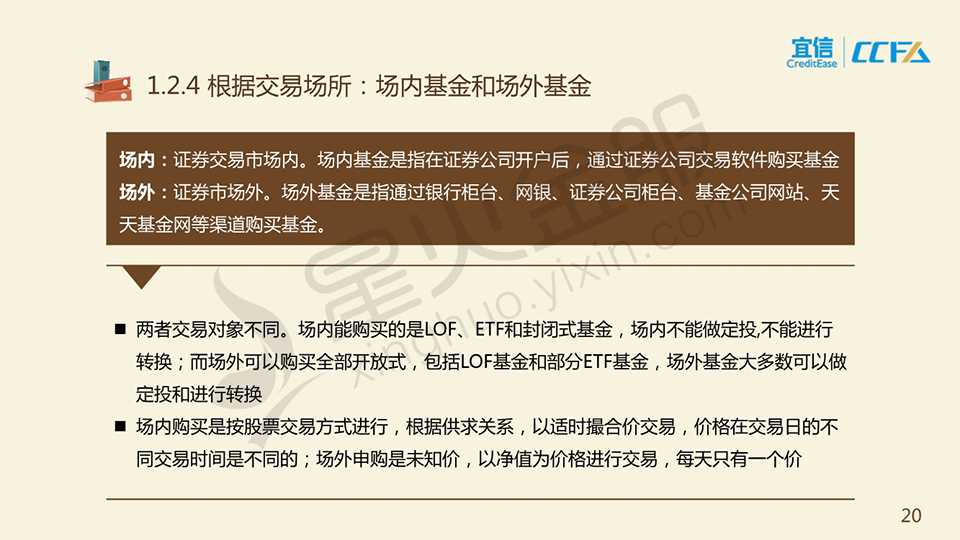 宜信
CreditEase
CCFA
1.2.4 根据交易场所：场内基金和场外基金
场内：证券交易市场内。场内基金是指在证券公司开户后，通过证券公司交易软件购买基金
场外：证券市场外。场外基金是指通过银行柜台、网银、证券公司柜台、基金公司网站、天
天基金网等渠道购买基金。
星火金服
xinghuo.yixin.com
■ 两者交易对象不同。场内能购买的是LOF、ETF和封闭式基金，场内不能做定投,不能进行
转换；而场外可以购买全部开放式，包括LOF基金和部分ETF基金，场外基金大多数可以做
定投和进行转换
■ 场内购买是按股票交易方式进行，根据供求关系，以适时撮合价交易，价格在交易日的不
同交易时间是不同的；场外申购是未知价，以净值为价格进行交易，每天只有一个价
20